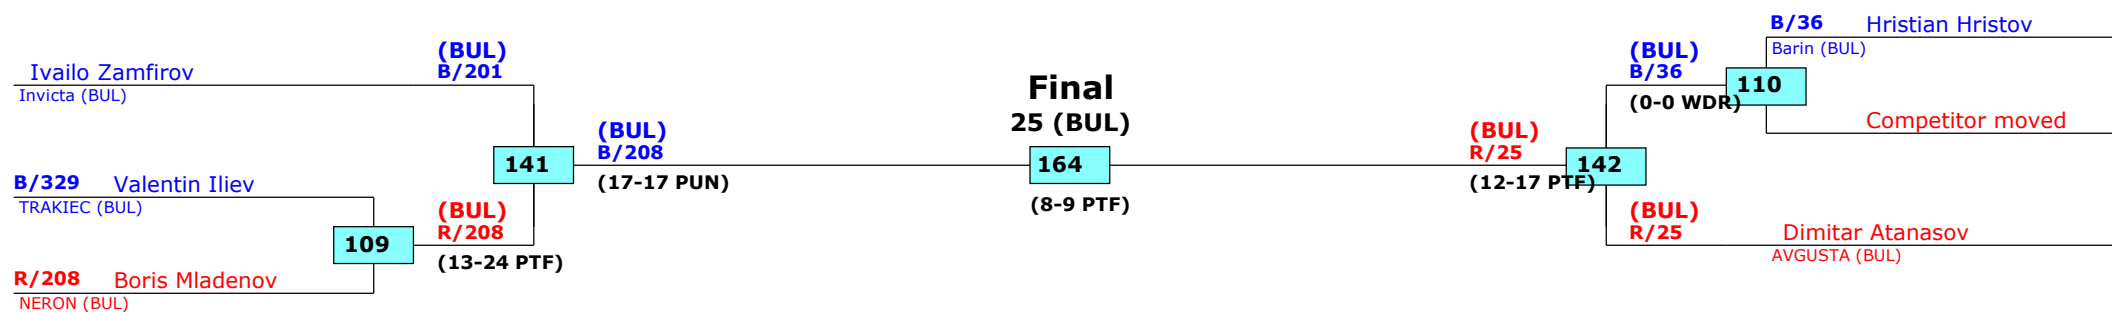 (BUL)
B/201
Ivailo Zamfirov
Invicta (BUL)
141
(BUL)
B/208
(17-17 PUN)
B/329 Valentin Iliev
TRAKIEC (BUL)
109
(BUL)
R/208
(13-24 PTF)
R/208 Boris Mladenov
NERON (BUL)
Final
25 (BUL)
164
(8-9 PTF)
B/36 Hristian Hristov
Barin (BUL)
110
(BUL)
B/36
(0-0 WDR)
Competitor moved
(BUL)
R/25
142
(12-17 PTF)
(BUL)
R/25
Dimitar Atanasov
AVGUSTA (BUL)